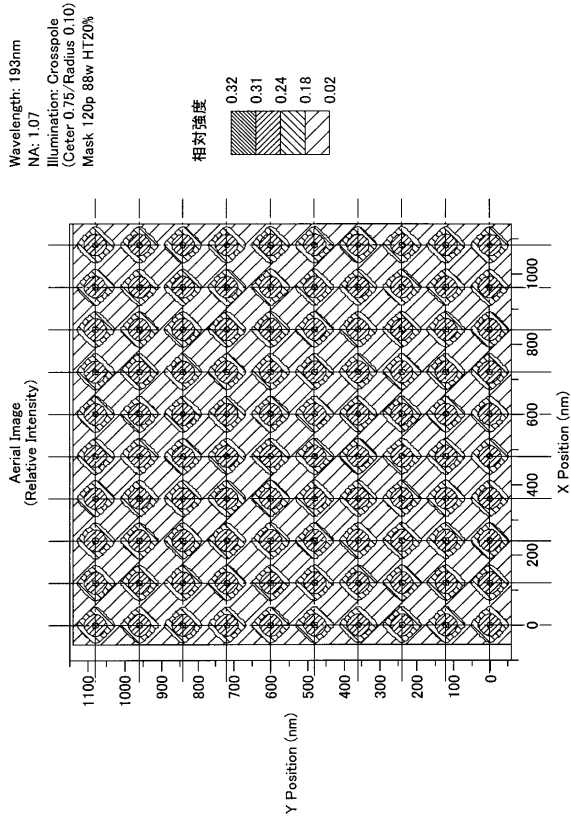 Wavelength: 193nm
NA: 1.07
Illumination: Crosspole
(Ceter 0.75/Radius 0.10)
Mask 120p 88w HT20%
相対強度
0.32
0.31
0.24
0.18
0.02
Aerial Image
(Relative Intensity)
Y Position (nm)
1100
1000
900
800
700
600
500
400
300
200
100
0
0
200
400
600
800
1000
X Position (nm)